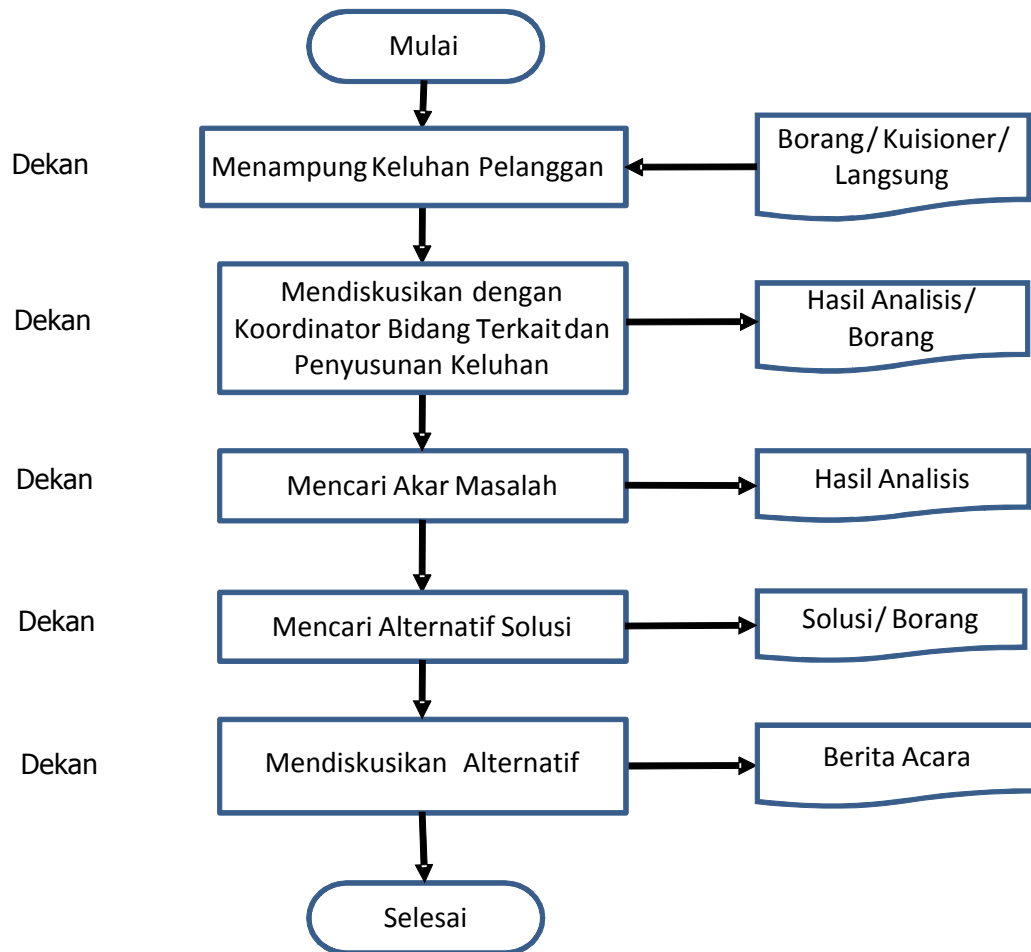 Mulai
Dekan
Menampung Keluhan Pelanggan
Borang/ Kuisioner/
Langsung
Dekan
Mendiskusikan dengan
Koordinator Bidang Terkait dan
Penyusunan Keluhan
Hasil Analisis/
Borang
Dekan
Mencari Akar Masalah
Hasil Analisis
Dekan
Mencari Alternatif Solusi
Solusi/ Borang
Dekan
Mendiskusikan Alternatif
Berita Acara
Selesai